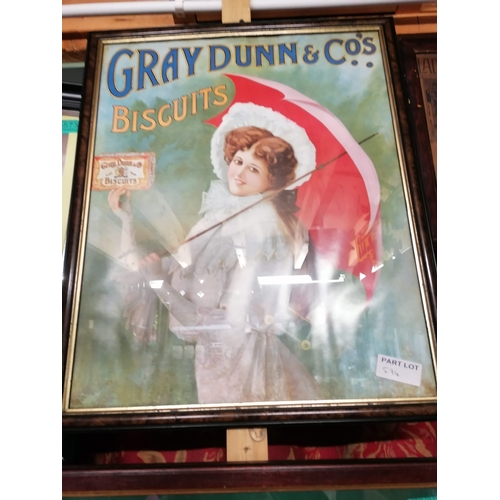 GRAY DUNN & CO'S.
BISCUITS
GRAY, DUNN & CO
BISCUITS
PART LOT